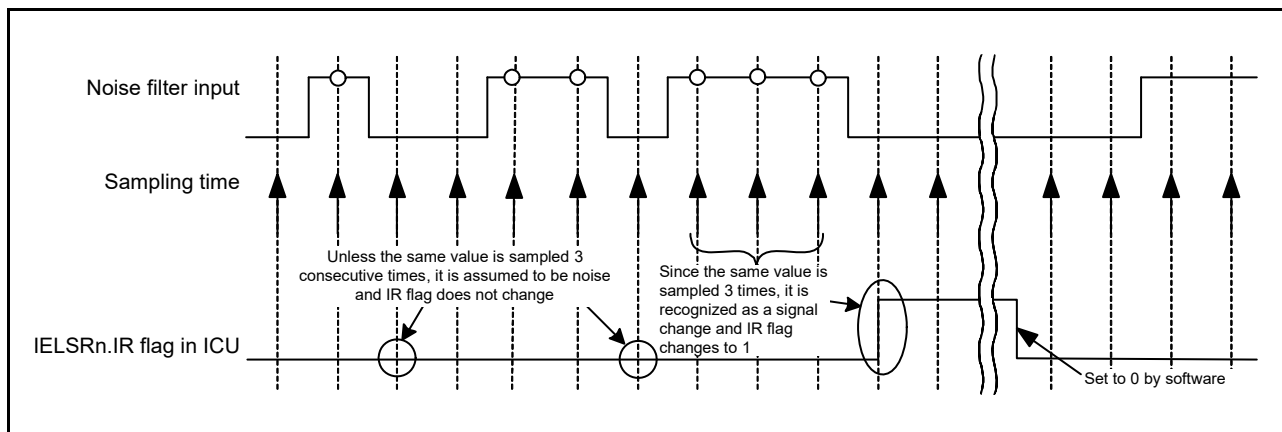 Noise filter input
Sampling time
Unless the same value is sampled 3
consecutive times, it is assumed to be noise
and IR flag does not change
Since the same value is
sampled 3 times, it is
recognized as a signal
change and IR flag
changes to 1
IELSRn.IR flag in ICU
Set to 0 by software